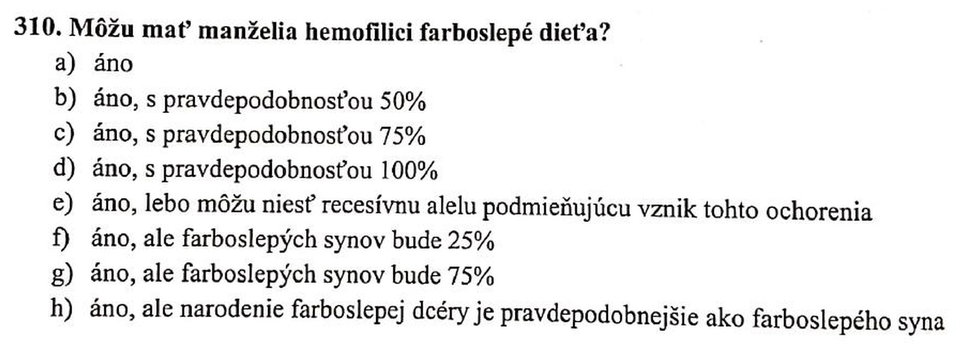 310. Môžu mať manželia hemofilici farboslepé dieťa?
a) áno
b) áno, s pravdepodobnosťou 50%
c) áno, s pravdepodobnosťou 75%
d) áno, s pravdepodobnosťou 100%
e) áno, lebo môžu niesť recesívnu alelu podmieňujúcu vznik tohto ochorenia
f) áno, ale farboslepých synov bude 25%
g) áno, ale farboslepých synov bude 75%
h) áno, ale narodenie farboslepej dcéry je pravdepodobnejšie ako farboslepého syna